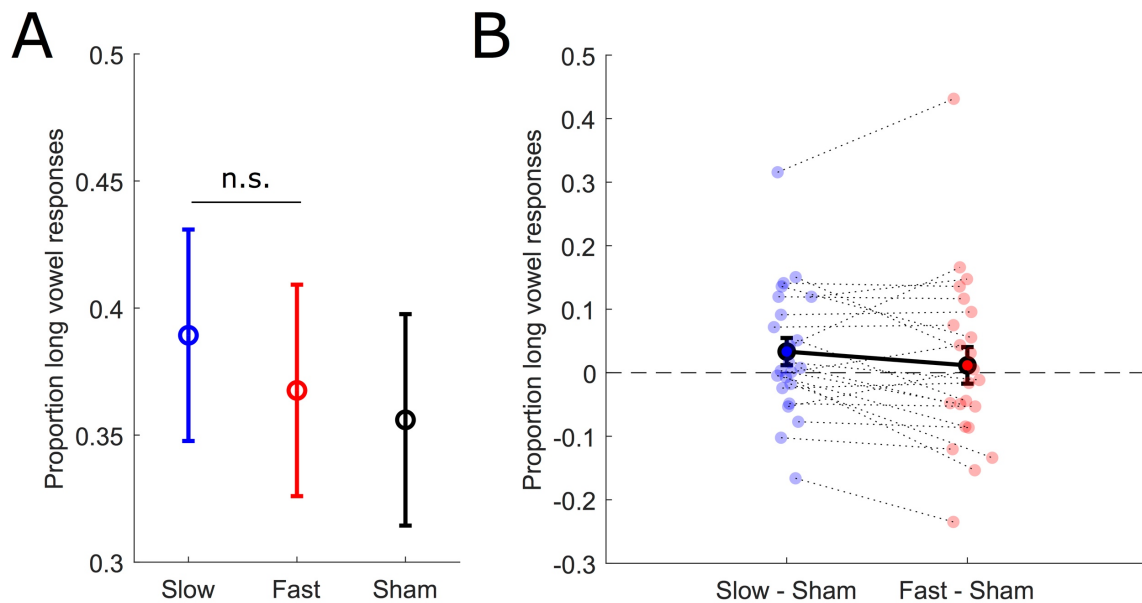 A
Proportion long vowel responses
0.5
0.45
0.4
0.35
0.3
n.s.
Slow Fast Sham
B
Proportion long vowel responses
0.5
0.4
0.3
0.2
0.1
0
-0.1
-0.2
-0.3
Slow - Sham Fast - Sham